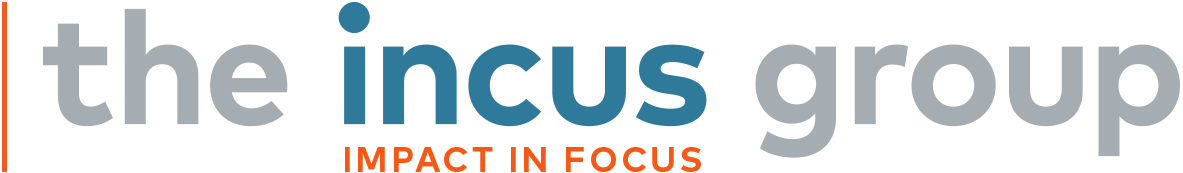 the incus group
IMPACT IN FOCUS